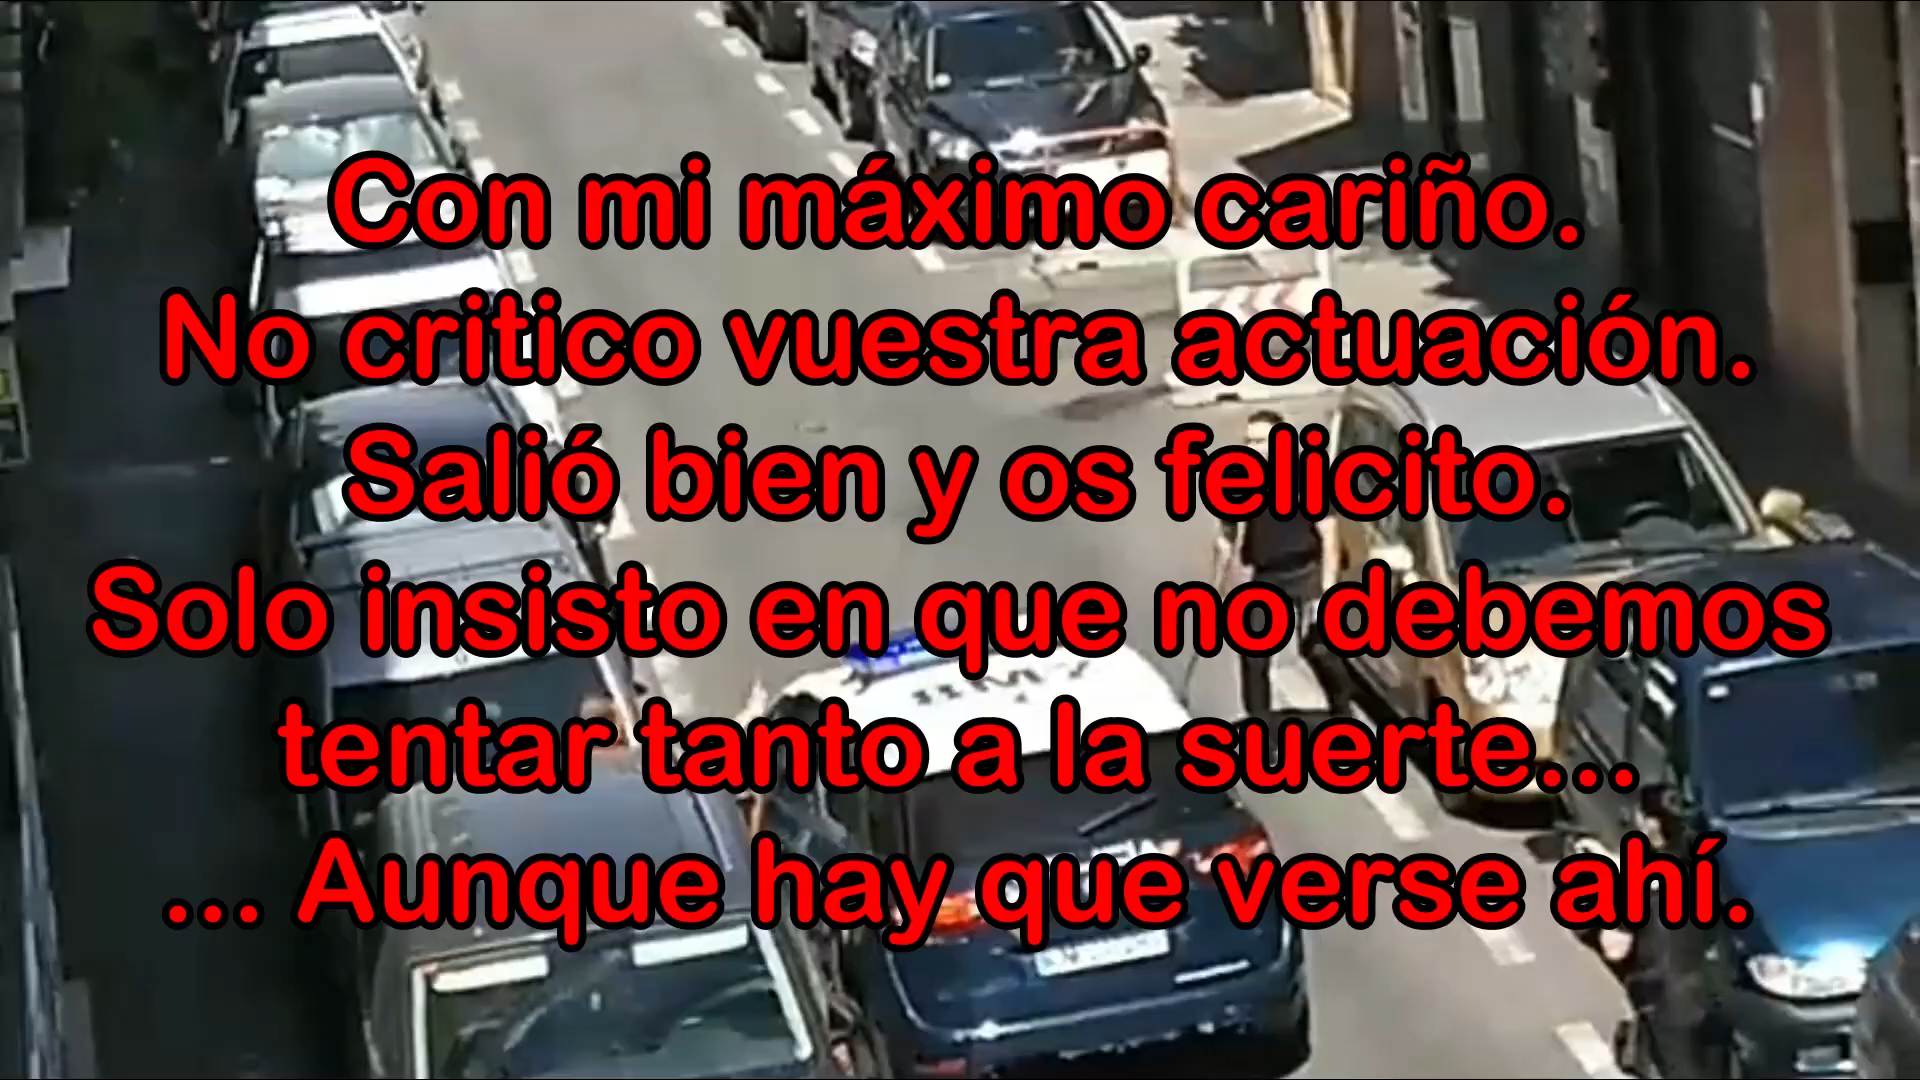 Con mi máximo cariño.
No critico vuestra actuación.
Salió bien y os felicito.
Solo insisto en que no debemos
tentar tanto a la suerte...
... Aunque hay que verse ahí.